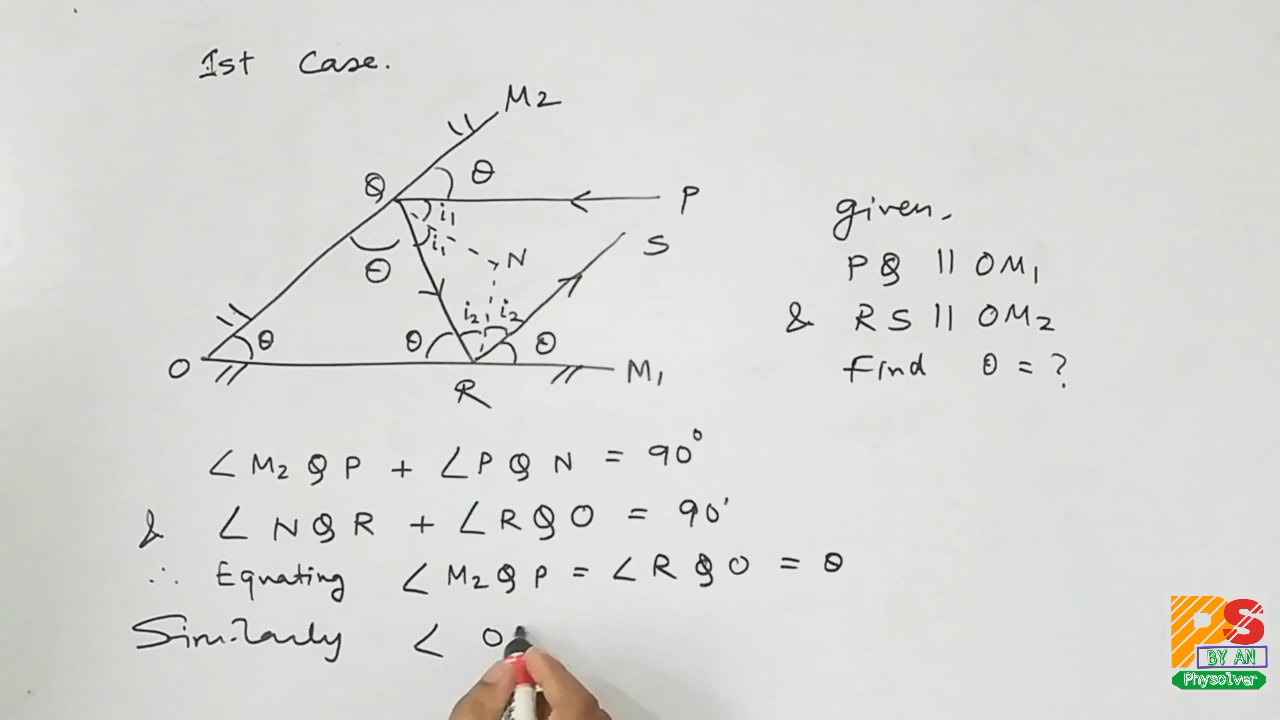 1st Case.
M2
Q θ P
i1
i1 S
θ N
i2 i2
θ θ θ
O R M1
given,
PQ || OM1
& RS || OM2
Find θ = ?
∠M2QP + ∠PQN = 90°
& ∠NQR + ∠RQO = 90°
∴ Equating ∠M2QP = ∠RQO = θ
Similarly ∠ O
PS
BY AN
Physolver